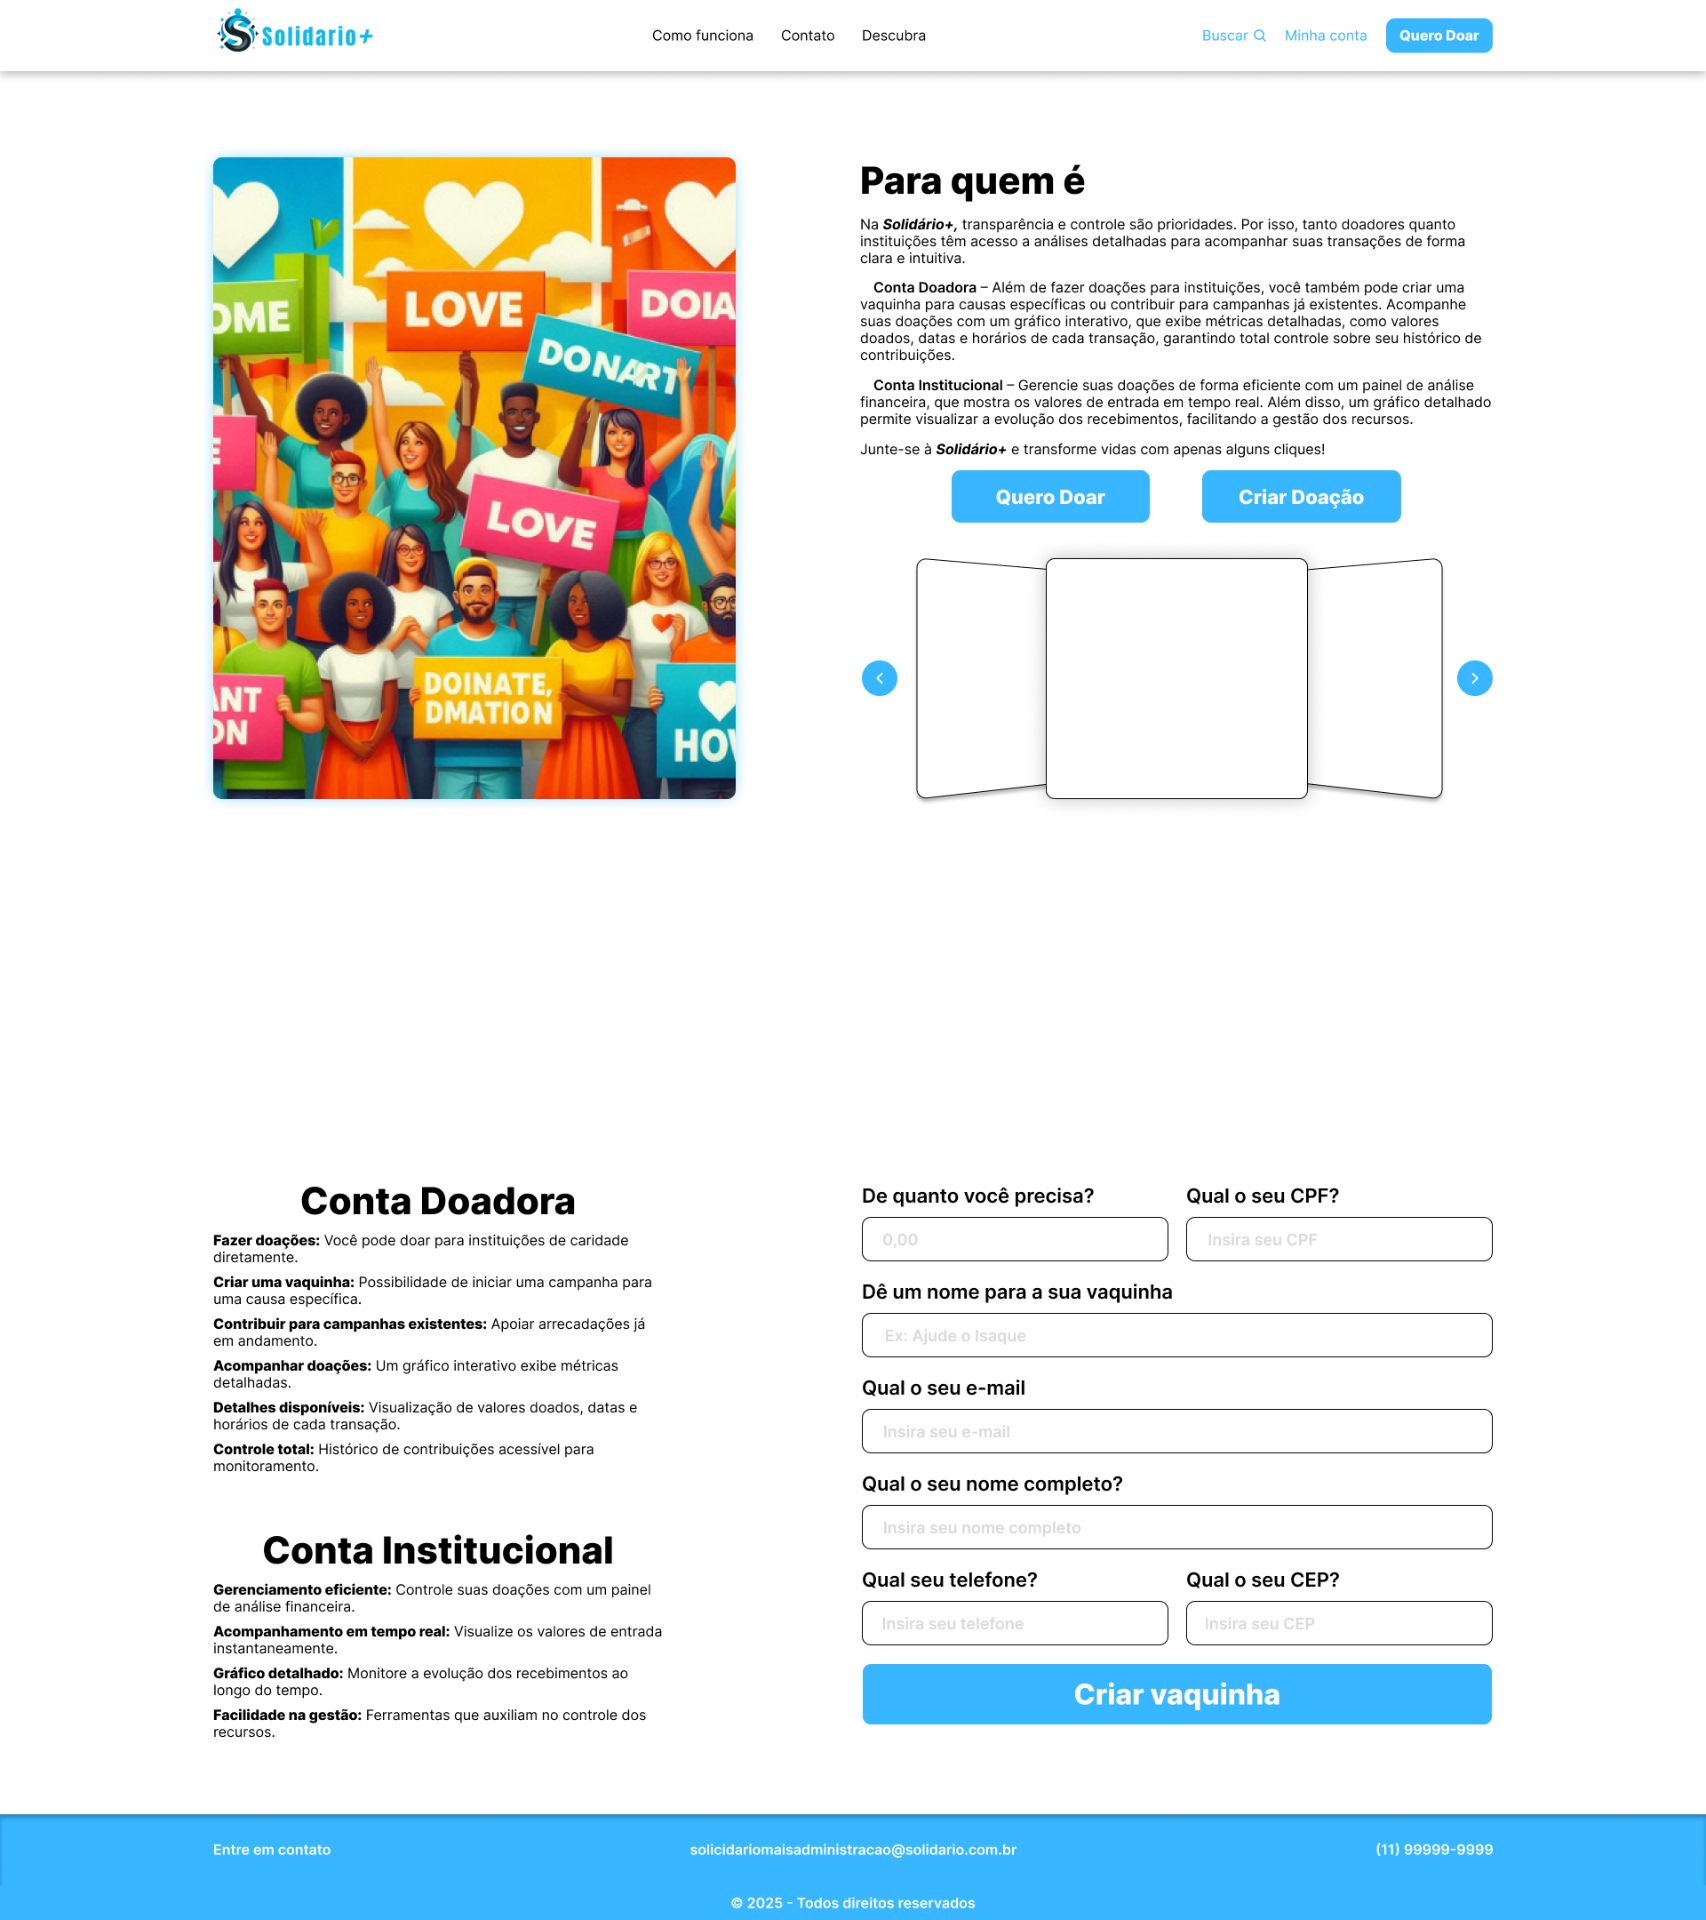 Solidario+
Como funciona
Contato
Descubra
Buscar
Minha conta
Quero Doar
OME
LOVE
DOIA
DONART
E
LOVE
ANT
ON
DOINATE,
DMATION
HOV
Para quem é
Na Solidário+, transparência e controle são prioridades. Por isso, tanto doadores quanto
instituições têm acesso a análises detalhadas para acompanhar suas transações de forma
clara e intuitiva.
Conta Doadora – Além de fazer doações para instituições, você também pode criar uma
vaquinha para causas específicas ou contribuir para campanhas já existentes. Acompanhe
suas doações com um gráfico interativo, que exibe métricas detalhadas, como valores
doados, datas e horários de cada transação, garantindo total controle sobre seu histórico de
contribuições.
Conta Institucional – Gerencie suas doações de forma eficiente com um painel de análise
financeira, que mostra os valores de entrada em tempo real. Além disso, um gráfico detalhado
permite visualizar a evolução dos recebimentos, facilitando a gestão dos recursos.
Junte-se à Solidário+ e transforme vidas com apenas alguns cliques!
Quero Doar
Criar Doação
Conta Doadora
Fazer doações: Você pode doar para instituições de caridade
diretamente.
Criar uma vaquinha: Possibilidade de iniciar uma campanha para
uma causa específica.
Contribuir para campanhas existentes: Apoiar arrecadações já
em andamento.
Acompanhar doações: Um gráfico interativo exibe métricas
detalhadas.
Detalhes disponíveis: Visualização de valores doados, datas e
horários de cada transação.
Controle total: Histórico de contribuições acessível para
monitoramento.
Conta Institucional
Gerenciamento eficiente: Controle suas doações com um painel
de análise financeira.
Acompanhamento em tempo real: Visualize os valores de entrada
instantaneamente.
Gráfico detalhado: Monitore a evolução dos recebimentos ao
longo do tempo.
Facilidade na gestão: Ferramentas que auxiliam no controle dos
recursos.
De quanto você precisa?
Qual o seu CPF?
0,00
Insira seu CPF
Dê um nome para a sua vaquinha
Ex: Ajude o Isaque
Qual o seu e-mail
Insira seu e-mail
Qual o seu nome completo?
Insira seu nome completo
Qual seu telefone?
Qual o seu CEP?
Insira seu telefone
Insira seu CEP
Criar vaquinha
Entre em contato
solicidariomaisadministracao@solidario.com.br
(11) 99999-9999
© 2025 - Todos direitos reservados